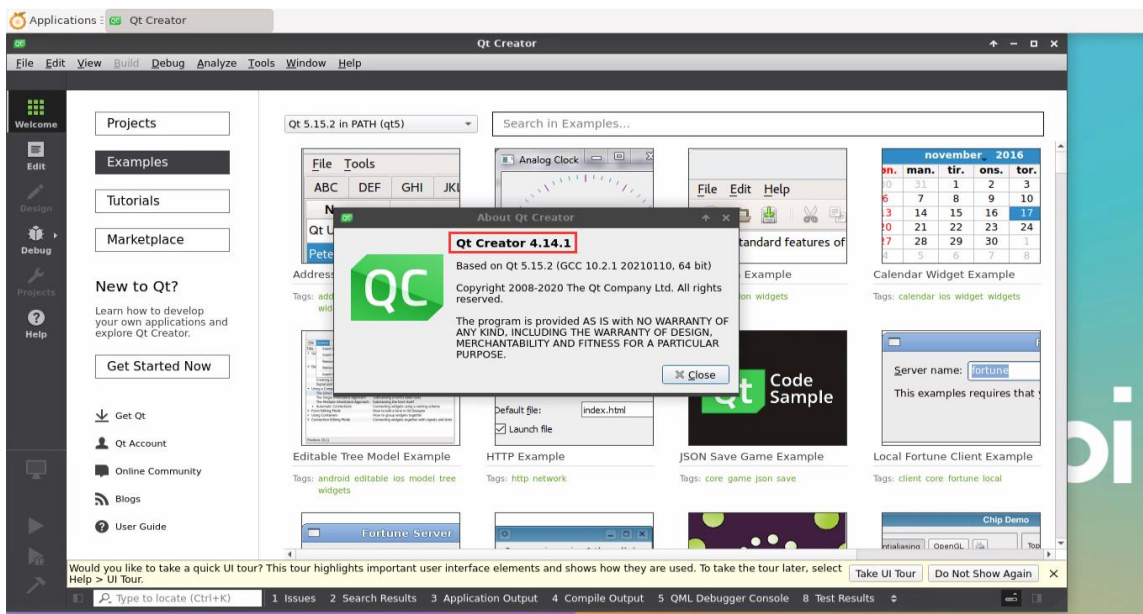 Applications
Qt Creator
Qt Creator
File Edit View Build Debug Analyze Tools Window Help
Welcome
Edit
Design
Debug
Projects
Help
Projects
Examples
Tutorials
Marketplace
New to Qt?
Learn how to develop
your own applications and
explore Qt Creator.
Get Started Now
Get Qt
Qt Account
Online Community
Blogs
User Guide
Qt 5.15.2 in PATH (qt5)
Search in Examples...
File Tools
ABC DEF GHI
Qt
Pete
Address
Tags:
Analog Clock
File Edit Help
tandard features of
Example
ion widgets
november 2016
man. tir. ons. tor.
31 1 2 3
6 7 8 9 10
14 15 16 17
21 22 23 24
28 29 30 1
5 6 7 8
Calendar Widget Example
Tags: calendar ios widget widgets
About Qt Creator
Qt Creator 4.14.1
QC
Based on Qt 5.15.2 (GCC 10.2.1 20210110, 64 bit)
Copyright 2008-2020 The Qt Company Ltd. All rights
reserved.
The program is provided AS IS with NO WARRANTY OF
ANY KIND, INCLUDING THE WARRANTY OF DESIGN,
MERCHANTABILITY AND FITNESS FOR A PARTICULAR
PURPOSE.
Close
Editable Tree Model Example
Tags: android editable ios model tree
widgets
Default file: index.html
Launch file
HTTP Example
Tags: http network
Qt Code
Sample
JSON Save Game Example
Tags: core game json save
Server name: fortune
This examples requires that
Local Fortune Client Example
Tags: client core fortune local
Fortune Server
Chip Demo
OpenGL
pi
Would you like to take a quick UI tour? This tour highlights important user interface elements and shows how they are used. To take the tour later, select
Help > UI Tour.
Take UI Tour
Do Not Show Again
Type to locate (Ctrl+K)
1 Issues 2 Search Results 3 Application Output 4 Compile Output 5 QML Debugger Console 8 Test Results